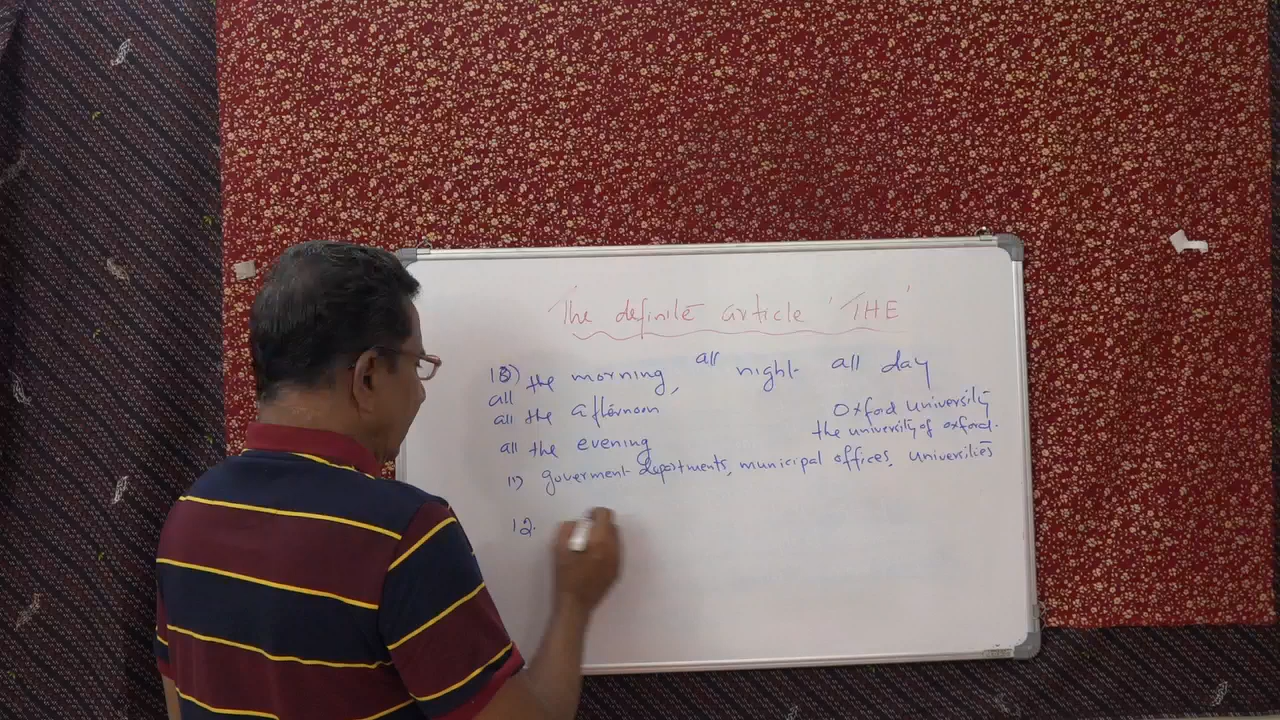 The definite article 'THE'
10) the morning, all night all day
all
all the afternoon
Oxford University
the university of oxford.
all the evening
11) goverment departments, municipal offices, universities
12.